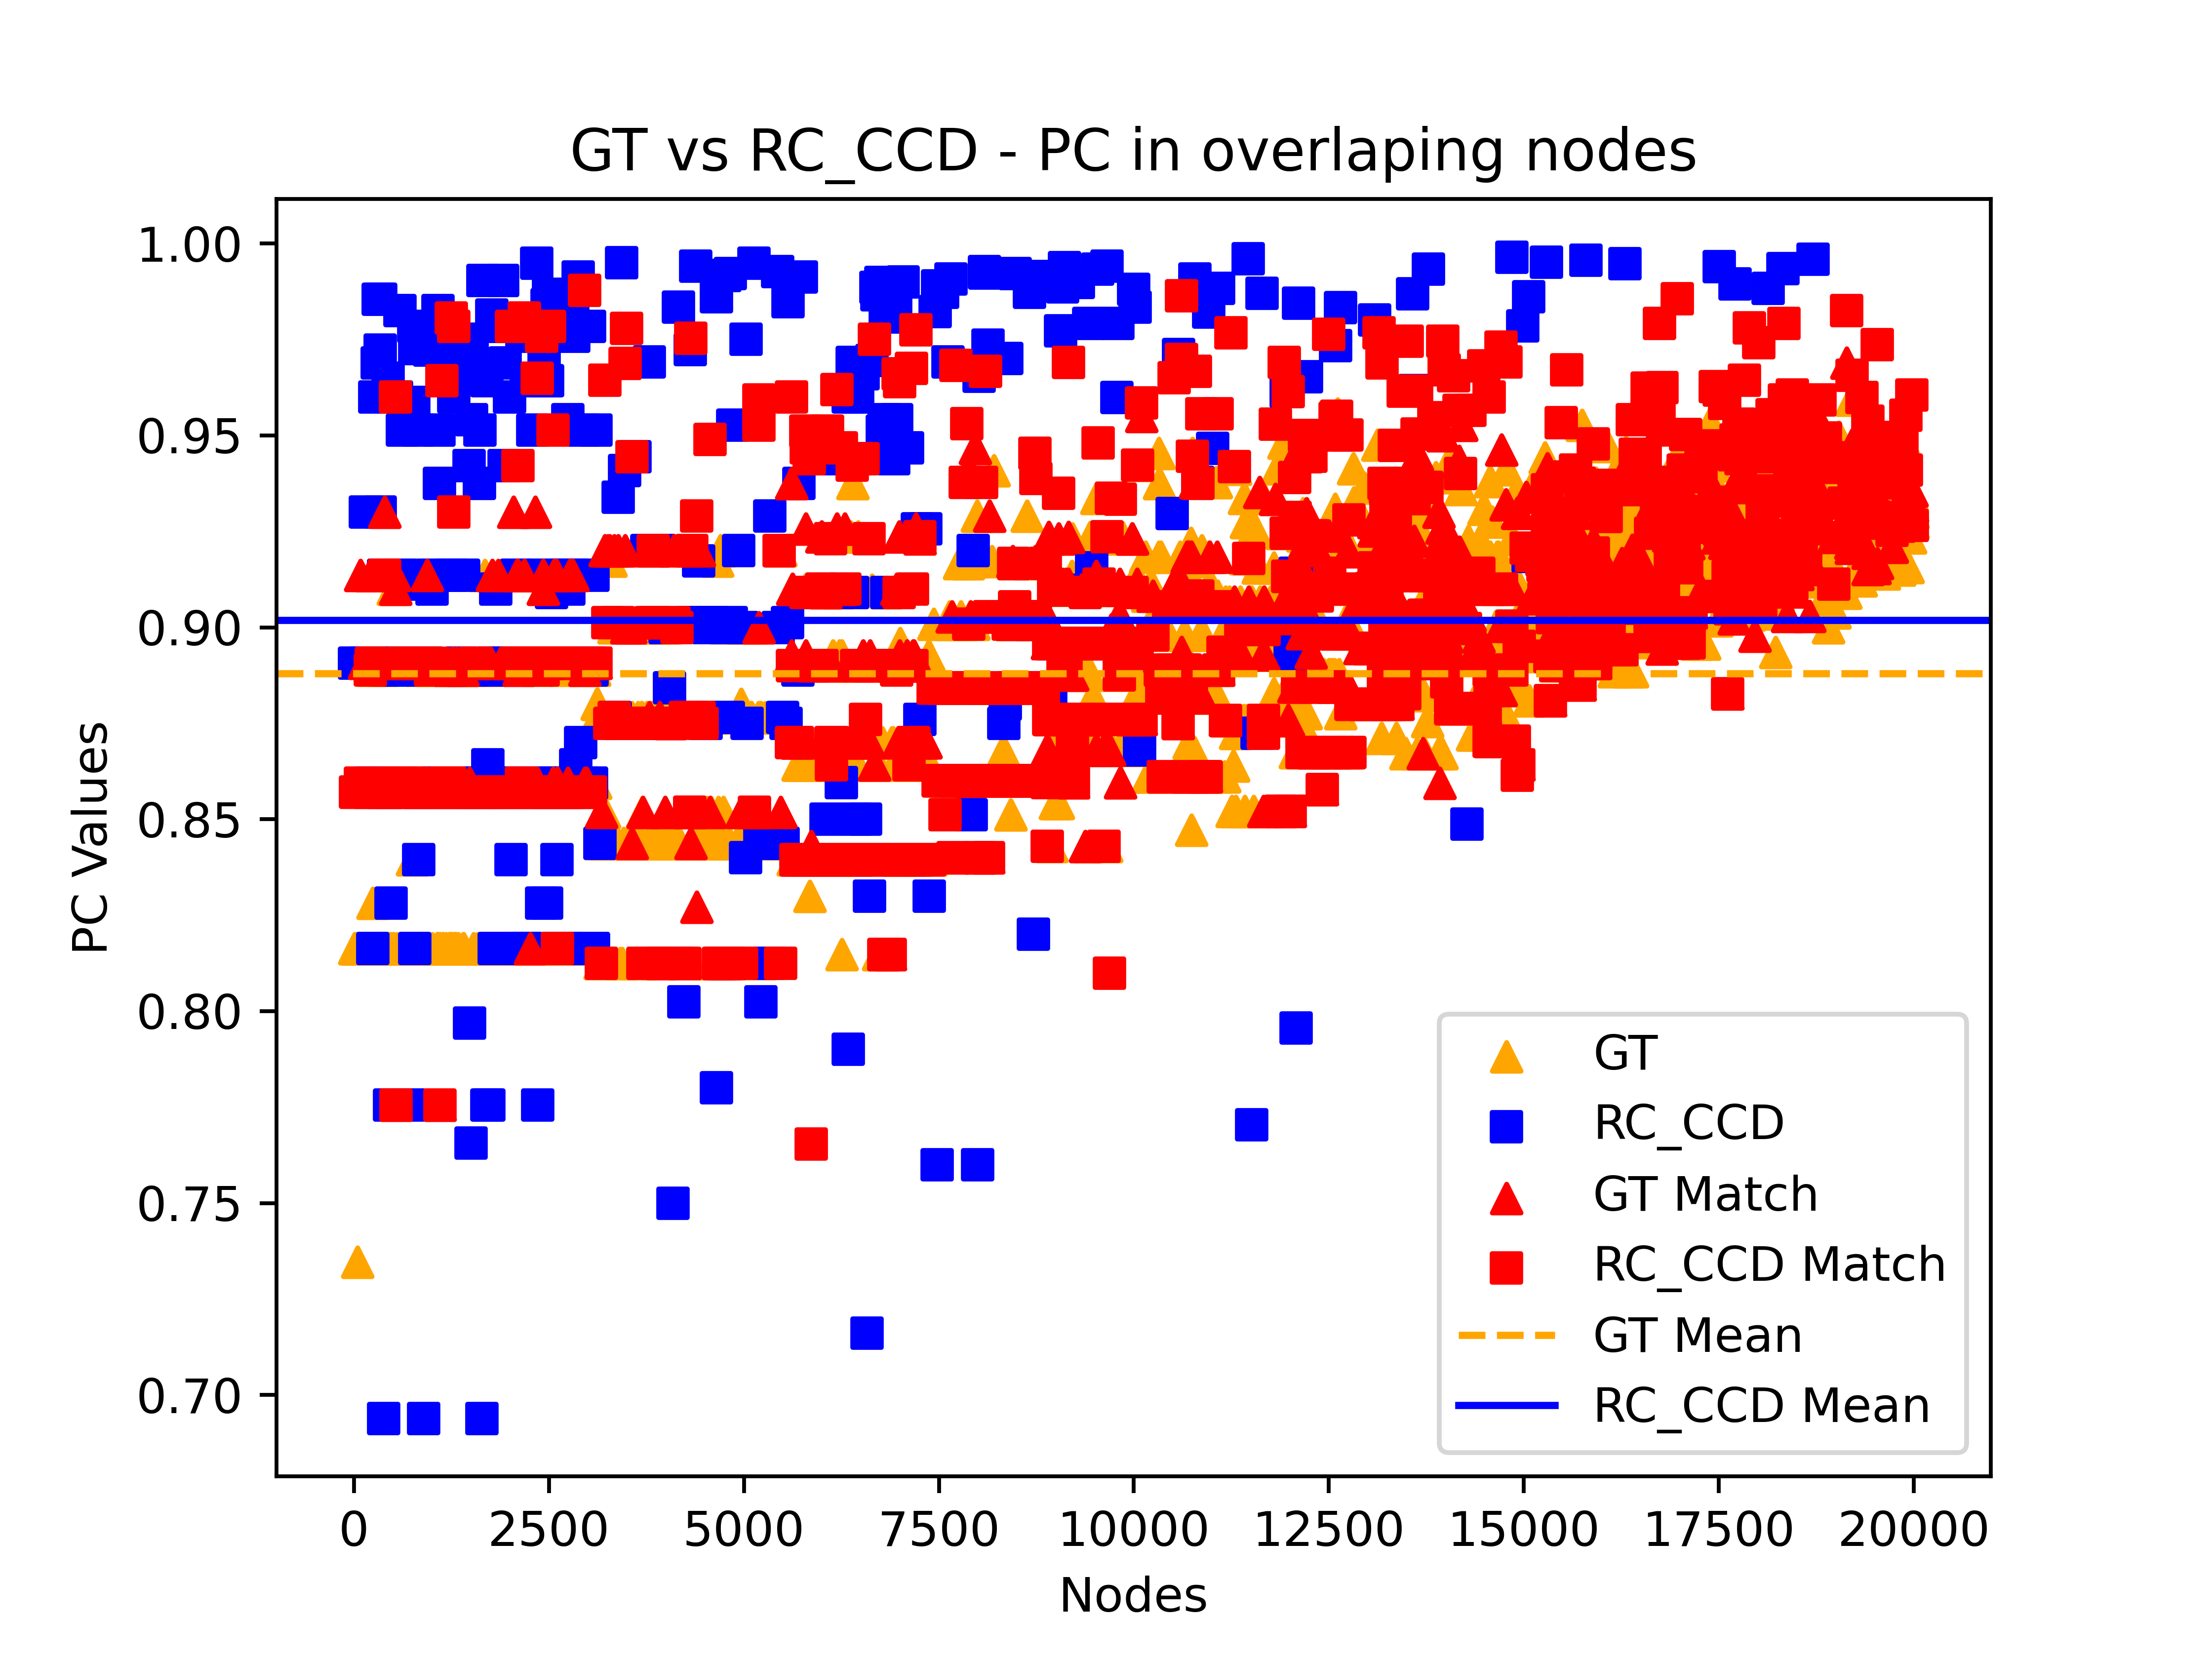 GT vs RC_CCD - PC in overlaping nodes
1.00
0.95
0.90
0.85
0.80
0.75
0.70
PC Values
GT
RC_CCD
GT Match
RC_CCD Match
GT Mean
RC_CCD Mean
0 2500 5000 7500 10000 12500 15000 17500 20000
Nodes